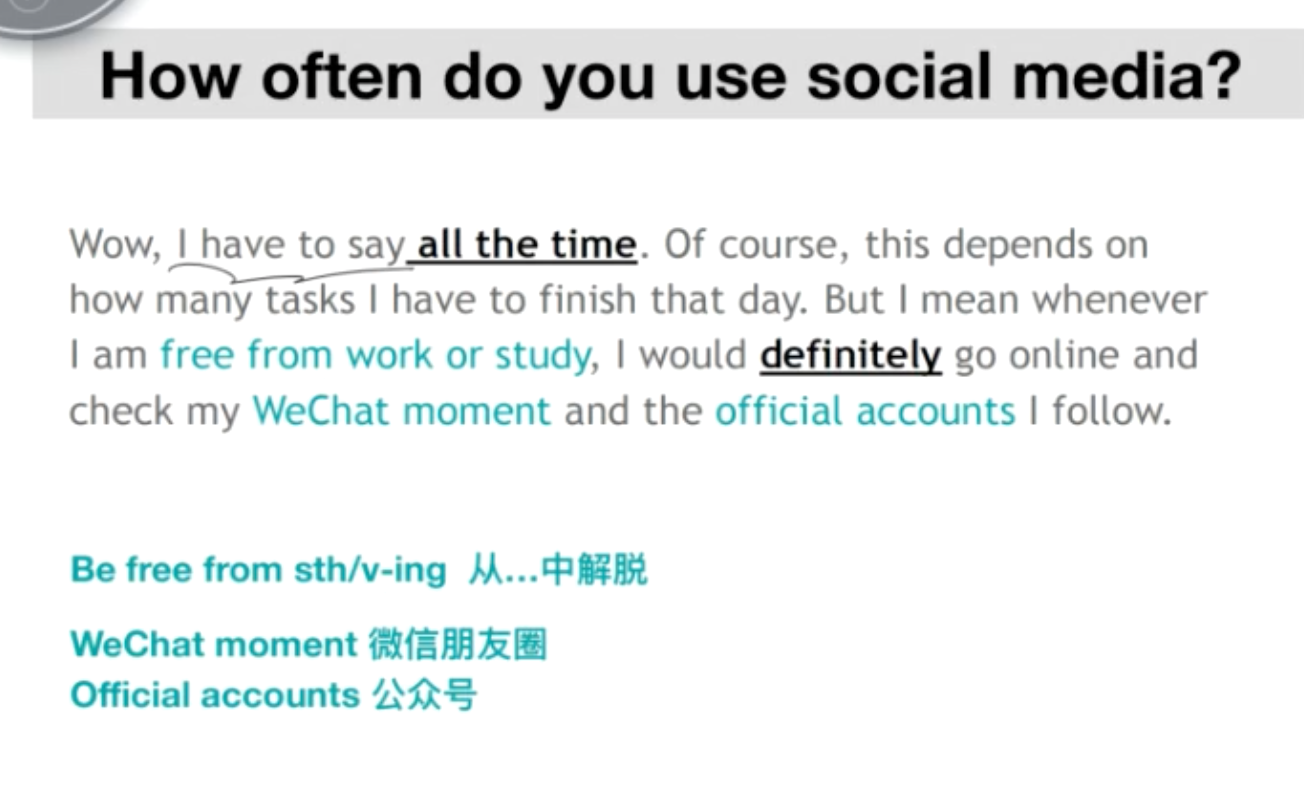 How often do you use social media?
Wow, I have to say all the time. Of course, this depends on
how many tasks I have to finish that day. But I mean whenever
I am free from work or study, I would definitely go online and
check my WeChat moment and the official accounts I follow.
Be free from sth/v-ing 从...中解脱
WeChat moment 微信朋友圈
Official accounts 公众号